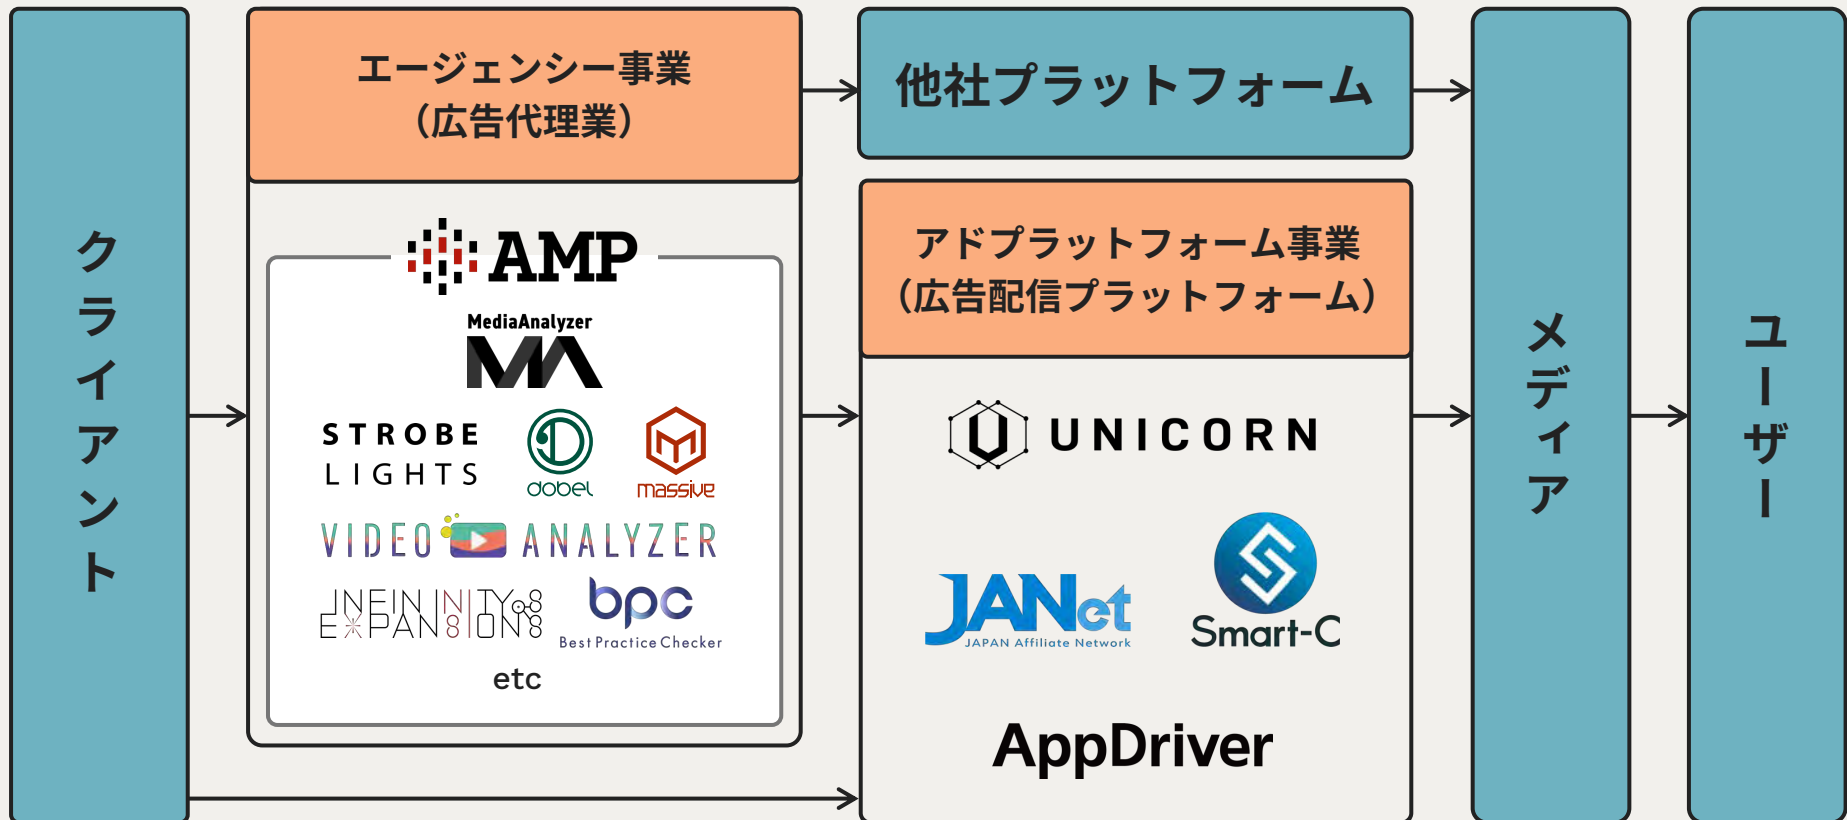 クライアント
エージェンシー事業
（広告代理業）
AMP
MediaAnalyzer
MA
STROBE
LIGHTS
dobel
massive
VIDEO ANALYZER
INFINITY
EXPANSION
bpc
Best Practice Checker
etc
他社プラットフォーム
アドプラットフォーム事業
（広告配信プラットフォーム）
UNICORN
JANet
JAPAN Affiliate Network
Smart-C
AppDriver
メディア
ユーザー